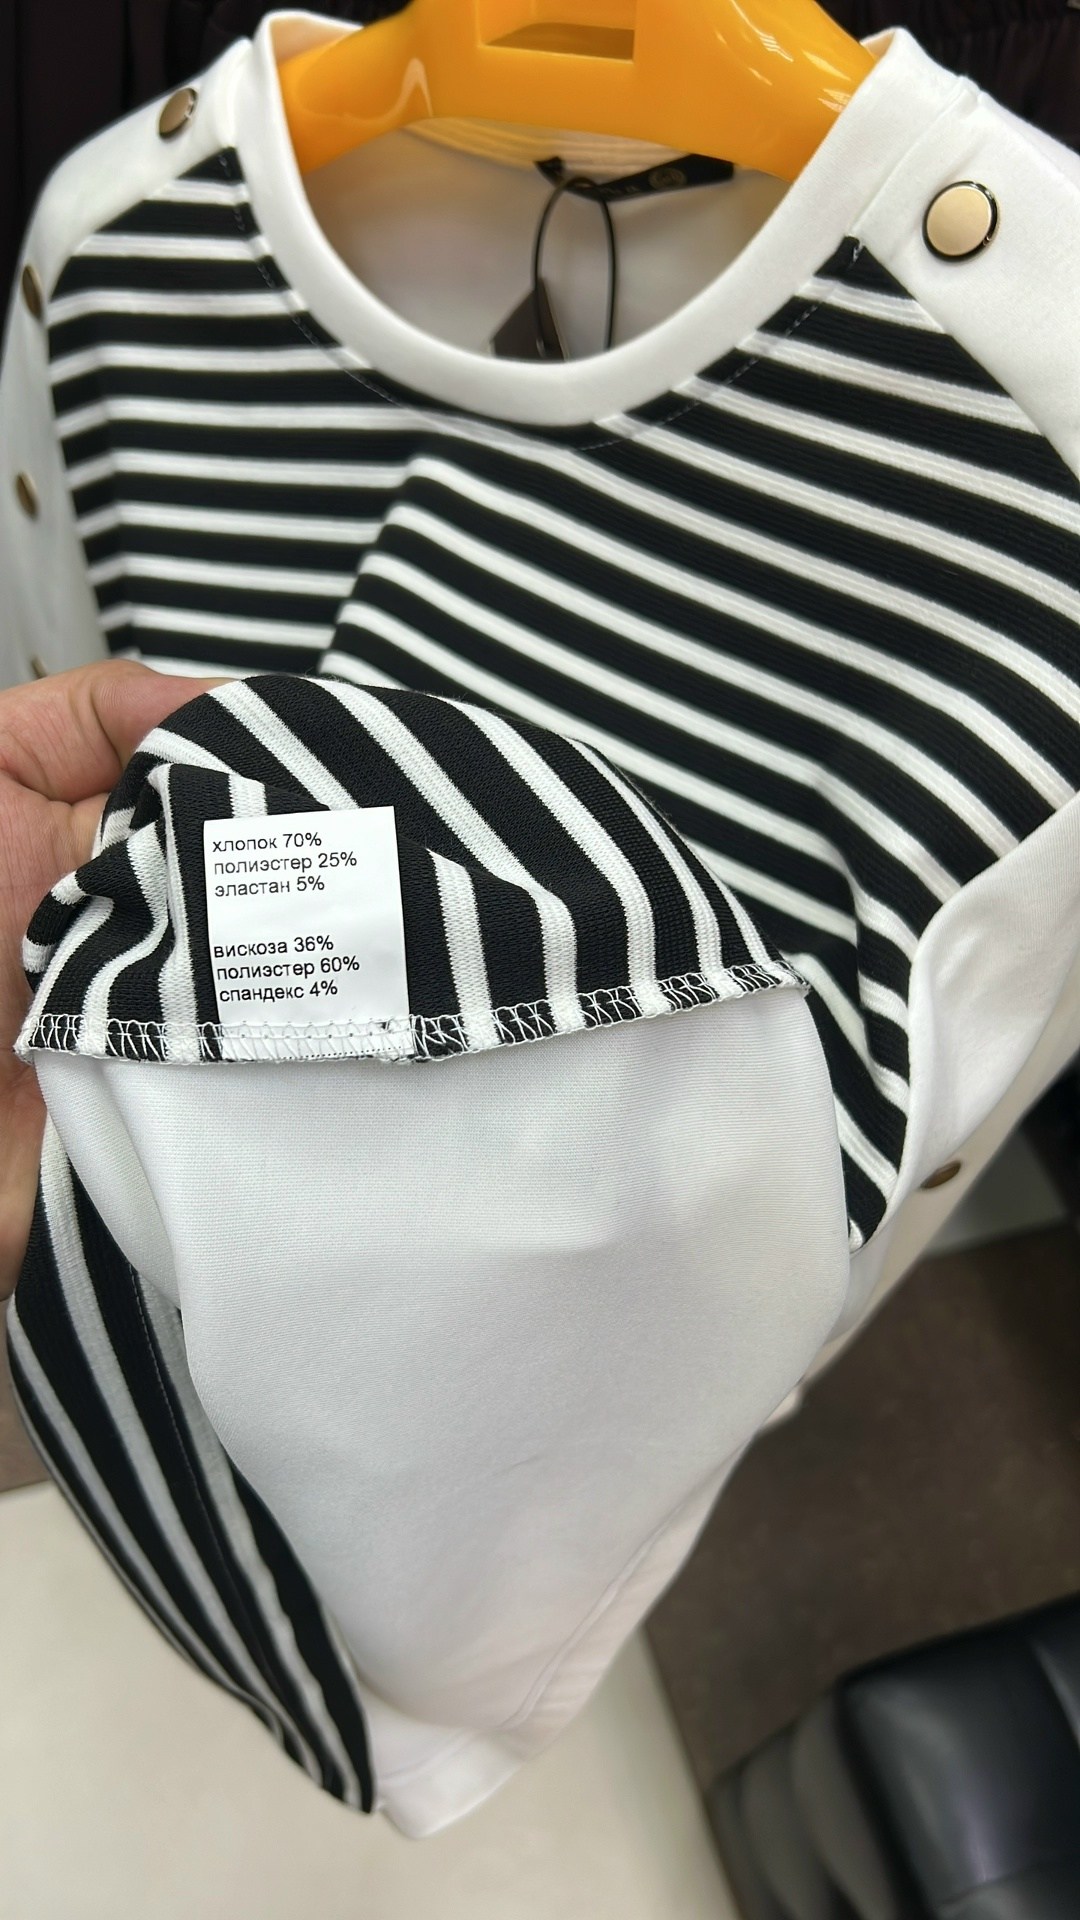 хлопок 70%
полиэстер 25%
эластан 5%
вискоза 36%
полиэстер 60%
спандекс 4%